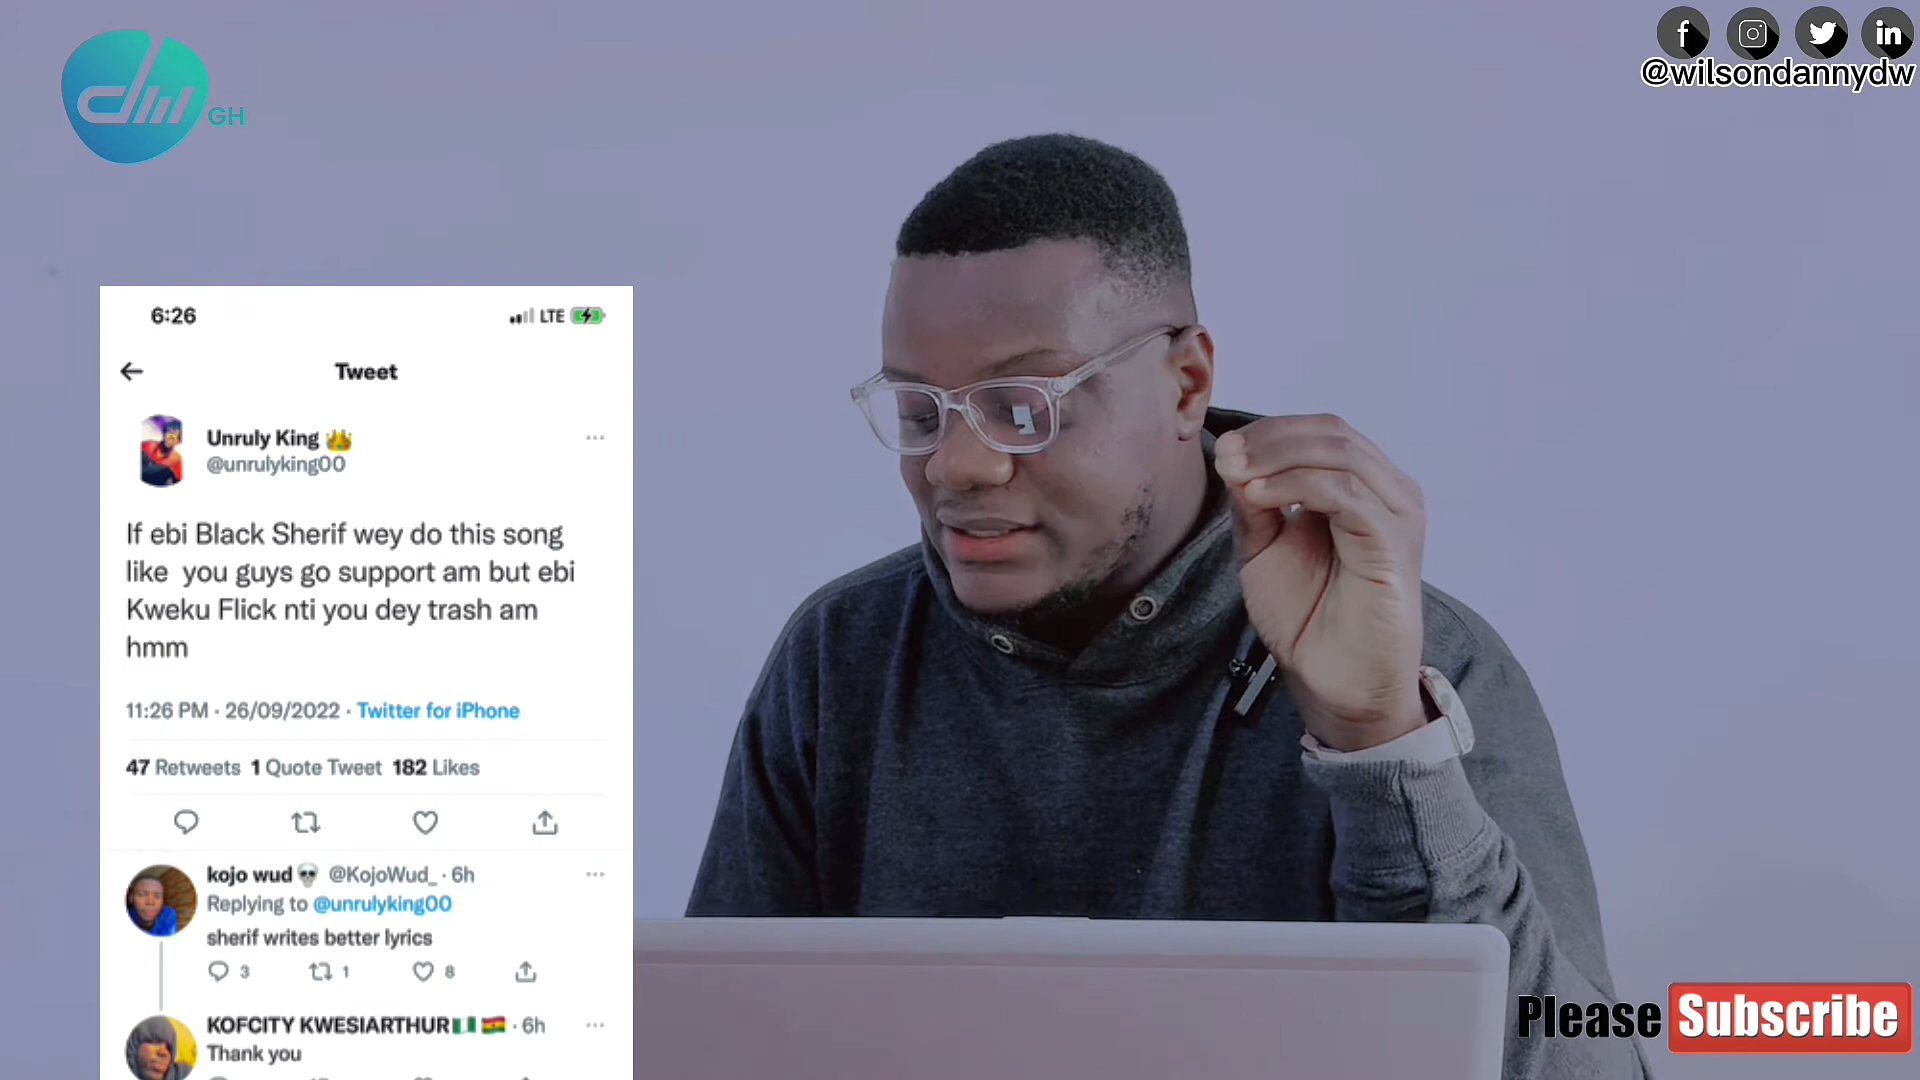 dw GH
@wilsondannydw
6:26
LTE
Tweet
Unruly King 👑
@unrulyking00
If ebi Black Sherif wey do this song
like you guys go support am but ebi
Kweku Flick nti you dey trash am
hmm
11:26 PM · 26/09/2022 · Twitter for iPhone
47 Retweets 1 Quote Tweet 182 Likes
kojo wud💀 @KojoWud_ · 6h
Replying to @unrulyking00
sherif writes better lyrics
3 1 8
KOFCITY KWESIARTHUR🇳🇬🇬🇭 · 6h
Thank you
Please Subscribe